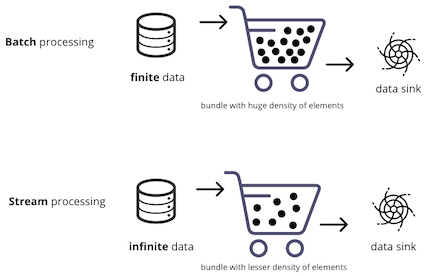 Batch processing
finite data
bundle with huge density of elements
data sink
Stream processing
infinite data
bundle with lesser density of elements
data sink